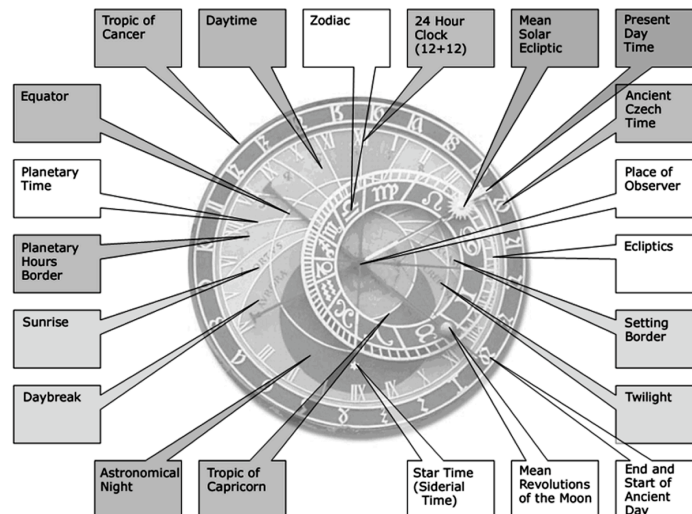 Tropic of
Cancer
Daytime
Zodiac
24 Hour
Clock
(12+12)
Mean
Solar
Ecliptic
Present
Day
Time
Equator
Ancient
Czech
Time
Planetary
Time
Place of
Observer
Planetary
Hours
Border
Ecliptics
Sunrise
Setting
Border
Daybreak
Twilight
Astronomical
Night
Tropic of
Capricorn
Star Time
(Siderial
Time)
Mean
Revolutions
of the Moon
End and
Start of
Ancient
Day